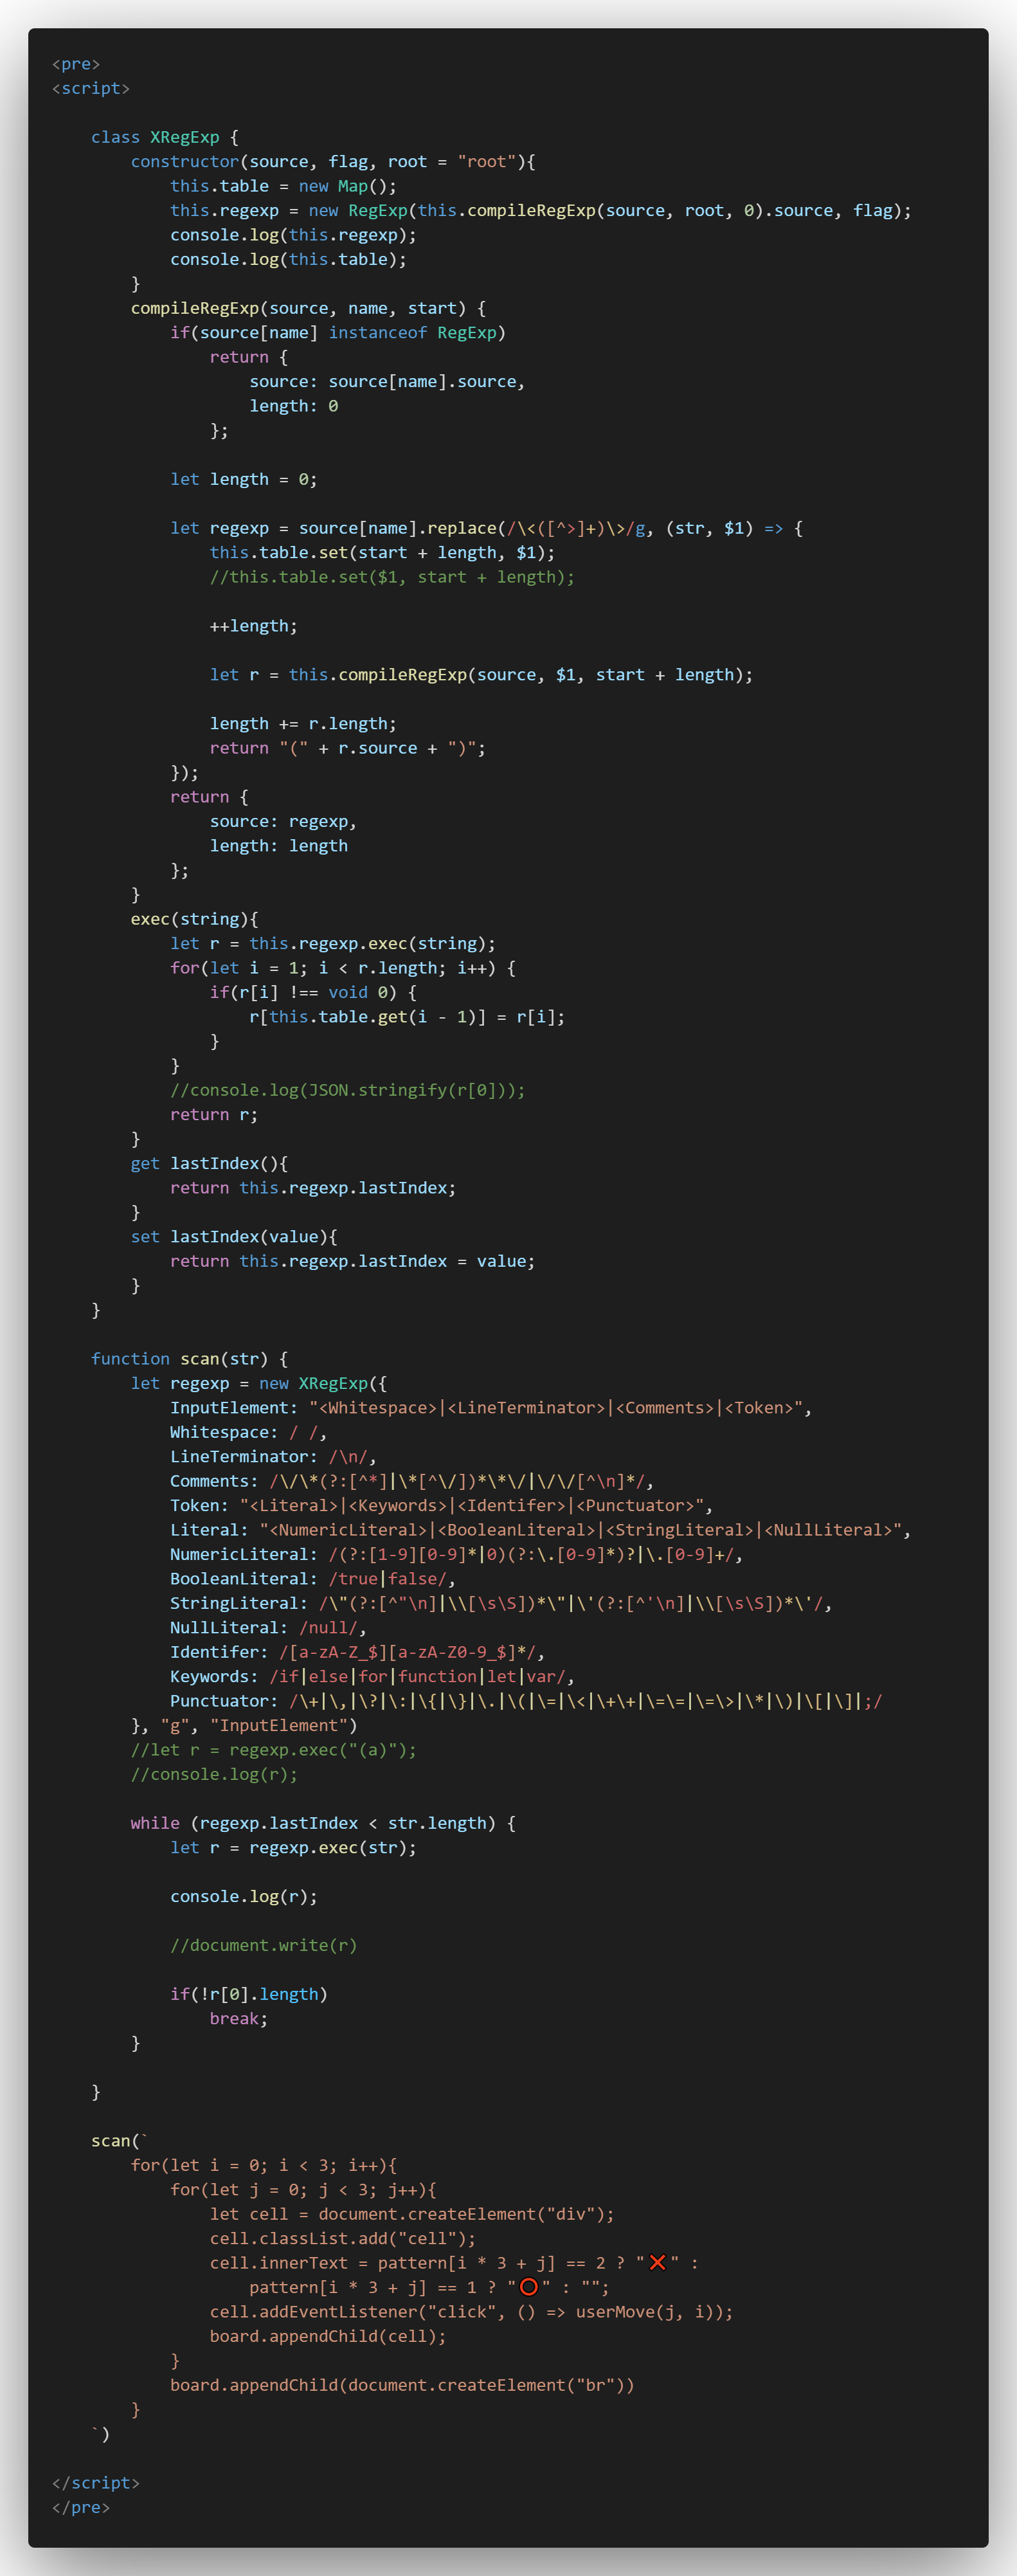 <pre>
<script>
class XRegExp {
constructor(source, flag, root = "root"){
this.table = new Map();
this.regexp = new RegExp(this.compileRegExp(source, root, 0).source, flag);
console.log(this.regexp);
console.log(this.table);
}
compileRegExp(source, name, start) {
if(source[name] instanceof RegExp)
return {
source: source[name].source,
length: 0
};
let length = 0;
let regexp = source[name].replace(/\<([^>]+)\>/g, (str, $1) => {
this.table.set(start + length, $1);
//this.table.set($1, start + length);
++length;
let r = this.compileRegExp(source, $1, start + length);
length += r.length;
return "(" + r.source + ")";
});
return {
source: regexp,
length: length
};
}
exec(string){
let r = this.regexp.exec(string);
for(let i = 1; i < r.length; i++) {
if(r[i] !== void 0) {
r[this.table.get(i - 1)] = r[i];
}
}
//console.log(JSON.stringify(r[0]));
return r;
}
get lastIndex(){
return this.regexp.lastIndex;
}
set lastIndex(value){
return this.regexp.lastIndex = value;
}
}
function scan(str) {
let regexp = new XRegExp({
InputElement: "<Whitespace>|<LineTerminator>|<Comments>|<Token>",
Whitespace: / /,
LineTerminator: /\n/,
Comments: /\/\*(?:[^*]|\*[^\/])*\*\/|\/\/[^\n]*/,
Token: "<Literal>|<Keywords>|<Identifer>|<Punctuator>",
Literal: "<NumericLiteral>|<BooleanLiteral>|<StringLiteral>|<NullLiteral>",
NumericLiteral: /(?:[1-9][0-9]*|0)(?:\.[0-9]*)?|\.[0-9]+/,
BooleanLiteral: /true|false/,
StringLiteral: /\"(?:[^"\n]|\\[\s\S])*\"|\'(?:[^'\n]|\\[\s\S])*\'/,
NullLiteral: /null/,
Identifer: /[a-zA-Z_$][a-zA-Z0-9_$]*/,
Keywords: /if|else|for|function|let|var/,
Punctuator: /\+|\,|\?|\:|\{|\}|\.|\(|\=|\<|\+\+|\=\=|\=\>|\*|\)|\[|\]|;/
}, "g", "InputElement")
//let r = regexp.exec("(a)");
//console.log(r);
while (regexp.lastIndex < str.length) {
let r = regexp.exec(str);
console.log(r);
//document.write(r)
if(!r[0].length)
break;
}
}
scan(`
for(let i = 0; i < 3; i++){
for(let j = 0; j < 3; j++){
let cell = document.createElement("div");
cell.classList.add("cell");
cell.innerText = pattern[i * 3 + j] == 2 ? "❌" :
pattern[i * 3 + j] == 1 ? "⭕" : "";
cell.addEventListener("click", () => userMove(j, i));
board.appendChild(cell);
}
board.appendChild(document.createElement("br"))
}
`)
</script>
</pre>